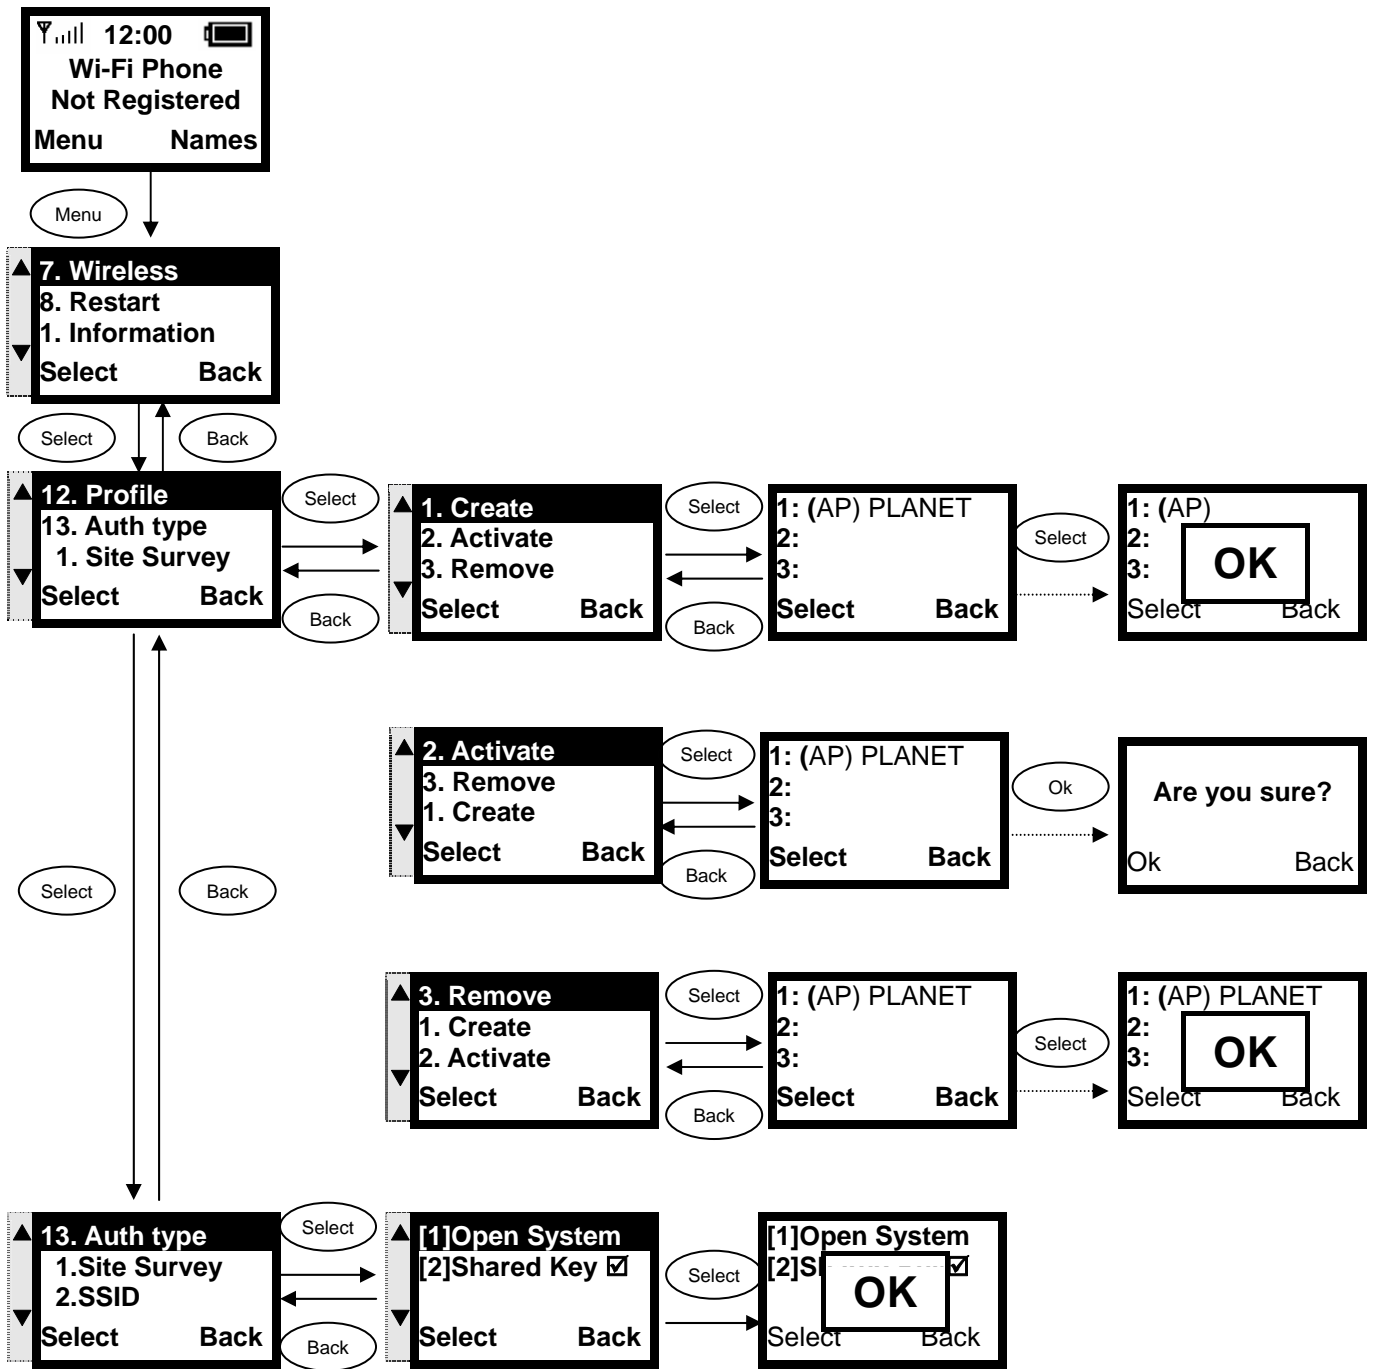 12:00
Wi-Fi Phone
Not Registered
Menu Names
Menu
7. Wireless
8. Restart
1. Information
Select Back
Select
Back
12. Profile
13. Auth type
1. Site Survey
Select Back
Select
Back
1. Create
2. Activate
3. Remove
Select Back
Select
Back
1: (AP) PLANET
2:
3:
Select Back
Select
1: (AP)
2:
3:
OK
Select Back
2. Activate
3. Remove
1. Create
Select Back
Select
Back
1: (AP) PLANET
2:
3:
Select Back
Ok
Are you sure?
Ok Back
Select
Back
3. Remove
1. Create
2. Activate
Select Back
Select
Back
1: (AP) PLANET
2:
3:
Select Back
Select
1: (AP) PLANET
2:
3:
OK
Select Back
13. Auth type
1.Site Survey
2.SSID
Select Back
Select
Back
[1]Open System
[2]Shared Key ☑
Select Back
Select
[1]Open System
[2]S ☑
OK
Select Back